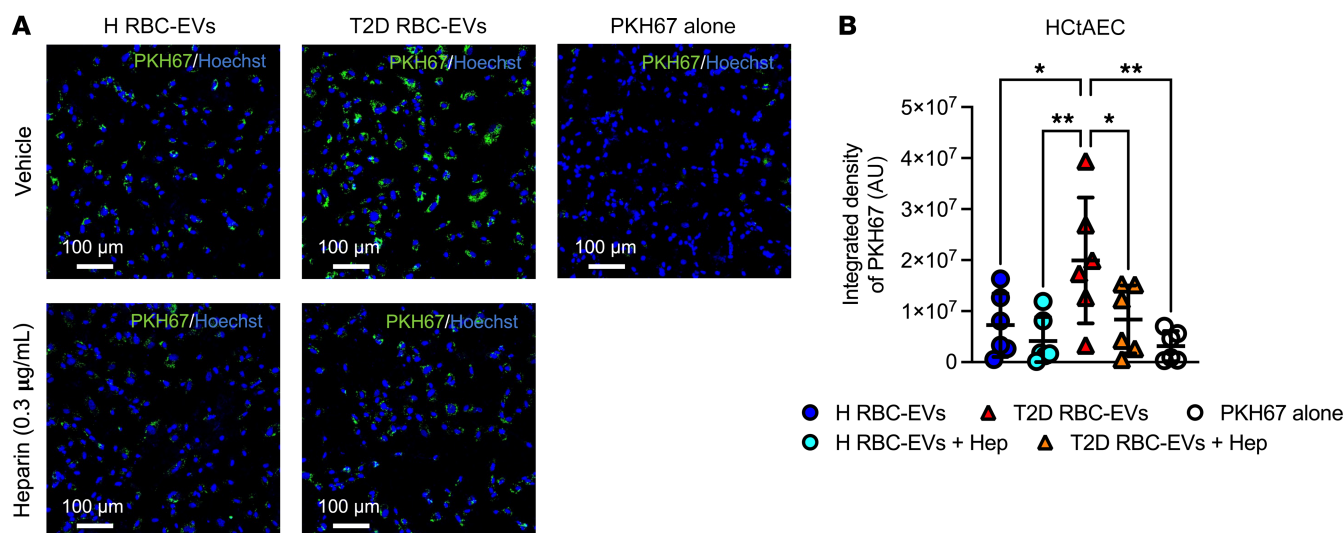 A
H RBC-EVs
T2D RBC-EVs
PKH67 alone
Vehicle
PKH67/Hoechst
100 µm
PKH67/Hoechst
100 µm
PKH67/Hoechst
100 µm
Heparin (0.3 µg/mL)
PKH67/Hoechst
100 µm
PKH67/Hoechst
100 µm
B
HCtAEC
* **
** *
Integrated density
of PKH67 (AU)
5×10⁷
4×10⁷
3×10⁷
2×10⁷
1×10⁷
0
H RBC-EVs
T2D RBC-EVs
PKH67 alone
H RBC-EVs + Hep
T2D RBC-EVs + Hep